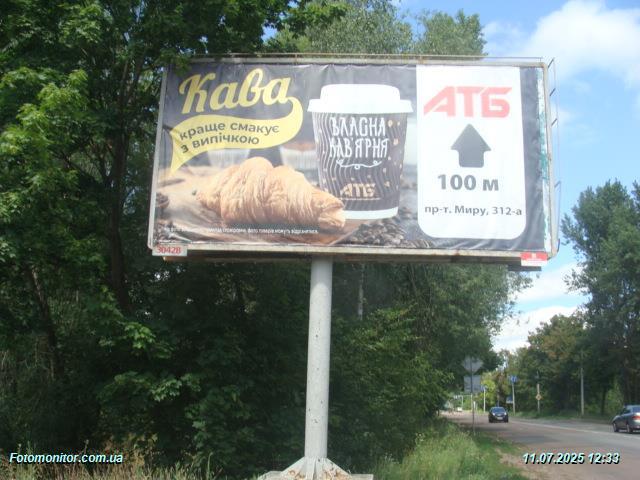 Кава
краще смакує
з випічкою
ВЛАСНА
КАВ'ЯРНЯ
АТБ
АТБ
100 м
пр-т. Миру, 312-а
3042B
Fotomonitor.com.ua
11.07.2025 12:33